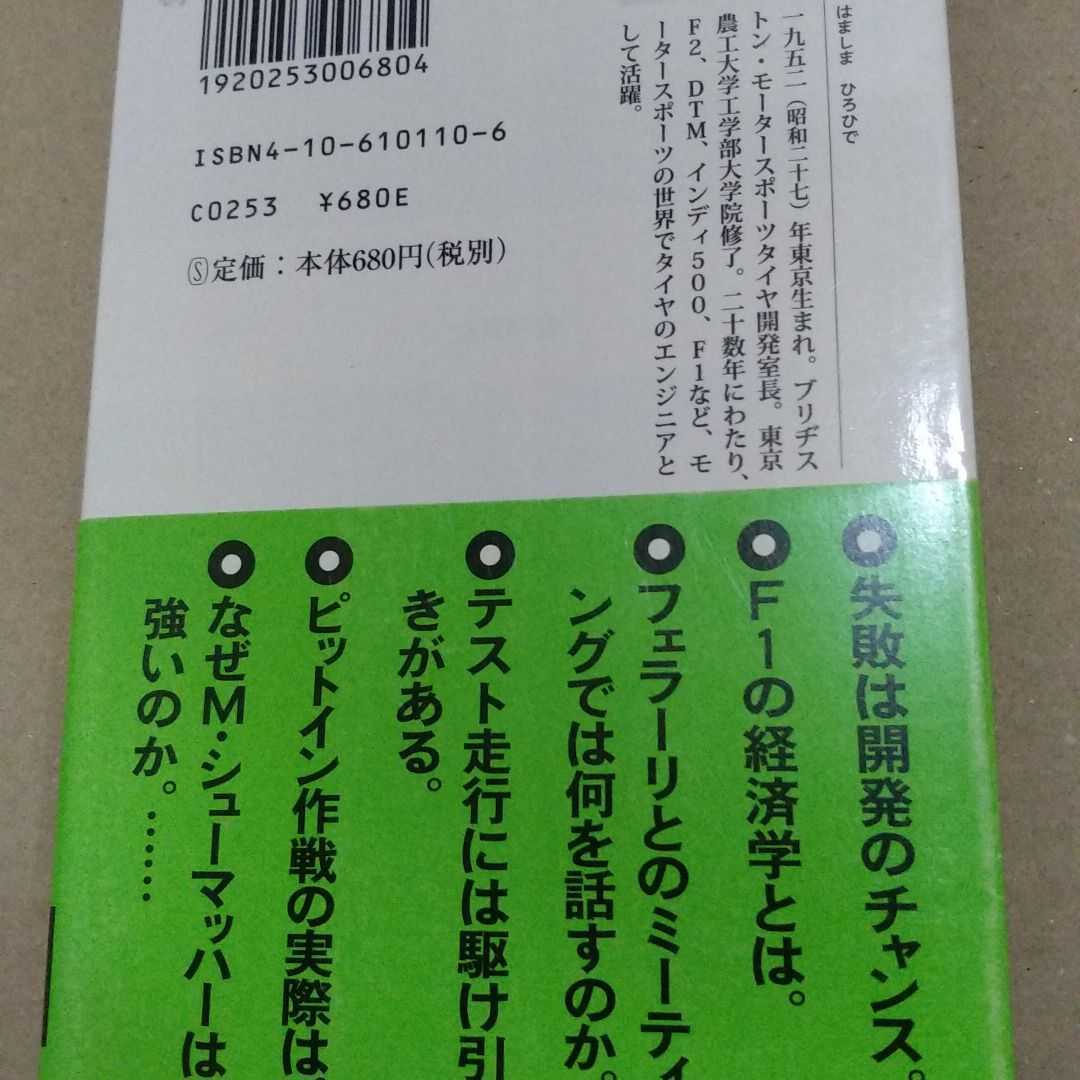 1920253006804
ISBN4-10-610110-6
C0253 ¥680E
Ⓢ定価：本体680円(税別)
はましま ひろひで
一九五二（昭和二十七）年東京生まれ。ブリヂス
トン・モータースポーツタイヤ開発室長。東京
農工大学工学部大学院修了。二十数年にわたり、
F2、DTM、インディ500、F1など、モ
ータースポーツの世界でタイヤのエンジニアと
して活躍。
失敗は開発のチャンス。
F1の経済学とは。
フェラーリとのミーティ
ングでは何を話すのか。
テスト走行には駆け引
きがある。
ピットイン作戦の実際は
なぜM・シューマッハーは
強いのか。……